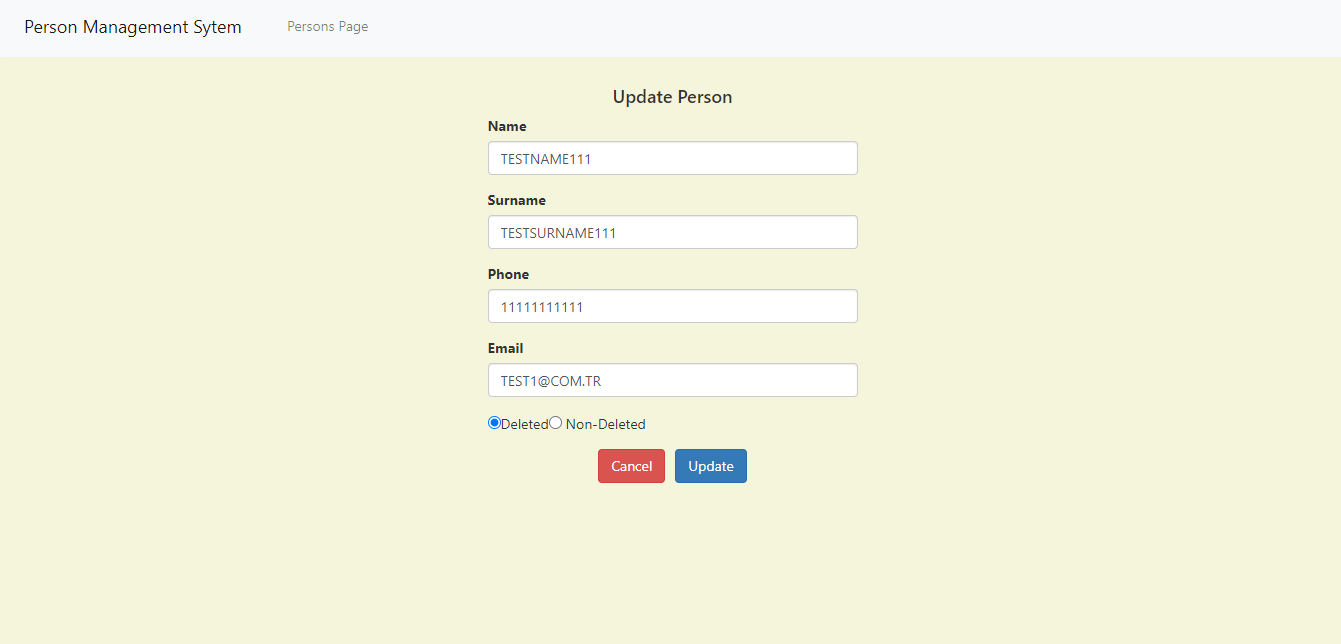 Person Management Sytem Persons Page
Update Person
Name
TESTNAME111
Surname
TESTSURNAME111
Phone
11111111111
Email
TEST1@COM.TR
Deleted Non-Deleted
Cancel Update